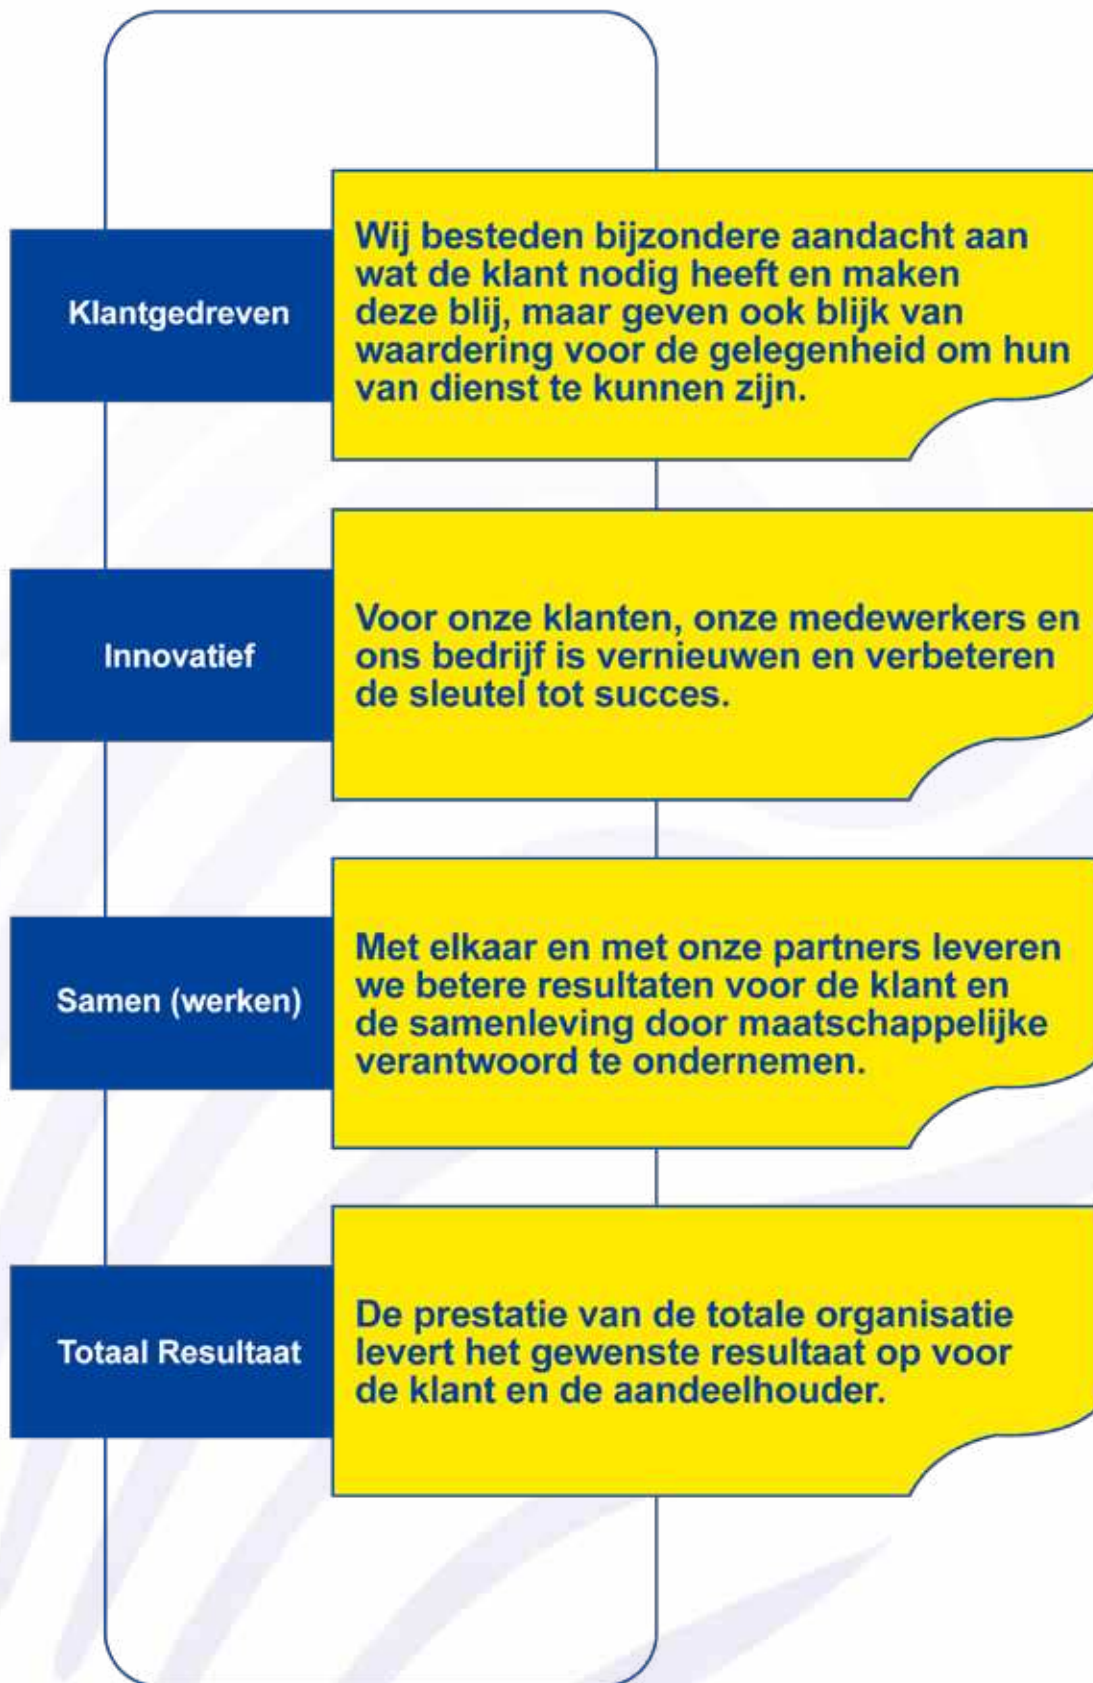 Klantgedreven
Wij besteden bijzondere aandacht aan
wat de klant nodig heeft en maken
deze blij, maar geven ook blijk van
waardering voor de gelegenheid om hun
van dienst te kunnen zijn.
Innovatief
Voor onze klanten, onze medewerkers en
ons bedrijf is vernieuwen en verbeteren
de sleutel tot succes.
Samen (werken)
Met elkaar en met onze partners leveren
we betere resultaten voor de klant en
de samenleving door maatschappelijke
verantwoord te ondernemen.
Totaal Resultaat
De prestatie van de totale organisatie
levert het gewenste resultaat op voor
de klant en de aandeelhouder.